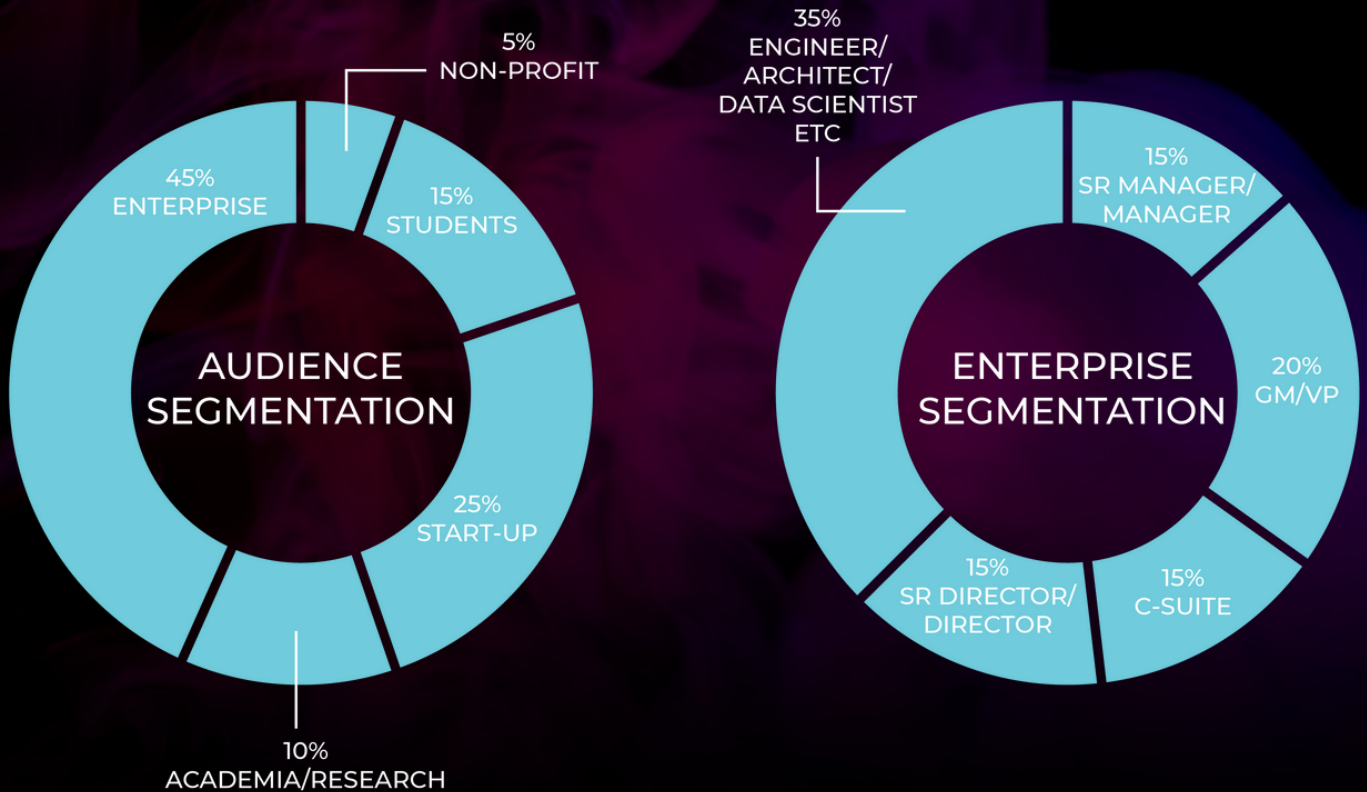 5%
NON-PROFIT
45%
ENTERPRISE
15%
STUDENTS
AUDIENCE
SEGMENTATION
25%
START-UP
10%
ACADEMIA/RESEARCH
35%
ENGINEER/
ARCHITECT/
DATA SCIENTIST
ETC
15%
SR MANAGER/
MANAGER
ENTERPRISE
SEGMENTATION
20%
GM/VP
15%
SR DIRECTOR/
DIRECTOR
15%
C-SUITE